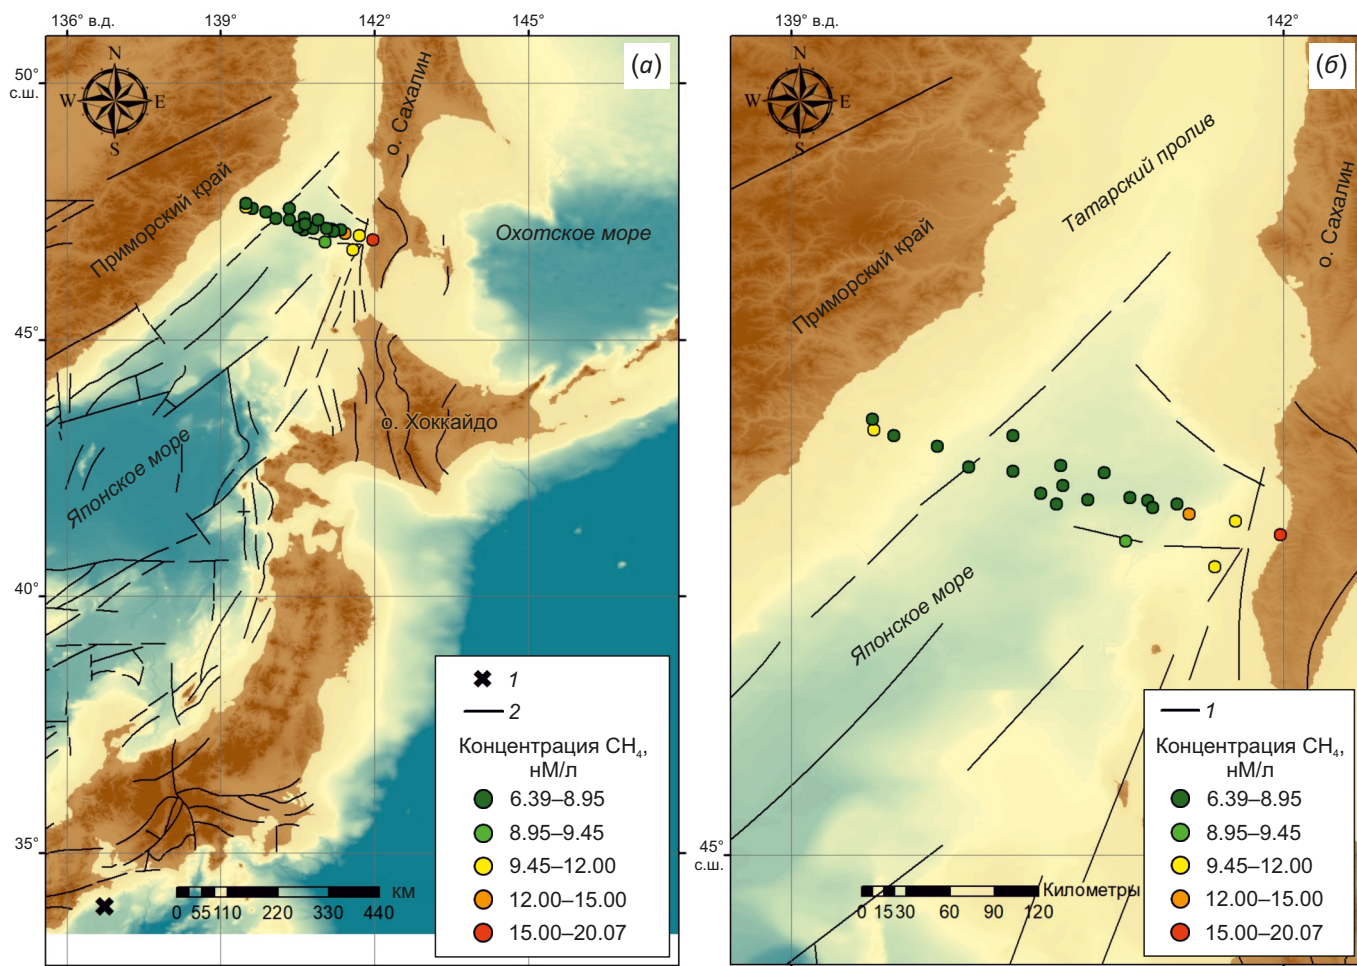 136° в.д.
139°
142°
145°
(а)
N
W
E
S
50°
с.ш.
о. Сахалин
Приморский край
Охотское море
45°
о. Хоккайдо
Японское море
40°
35°
1
2
Концентрация CH₄,
нМ/л
6.39–8.95
8.95–9.45
9.45–12.00
12.00–15.00
15.00–20.07
км
0 55 110 220 330 440
139° в.д.
142°
(б)
N
W
E
S
Татарский пролив
о. Сахалин
Приморский край
Японское море
45°
с.ш.
1
Концентрация CH₄,
нМ/л
6.39–8.95
8.95–9.45
9.45–12.00
12.00–15.00
15.00–20.07
Километры
0 15 30 60 90 120